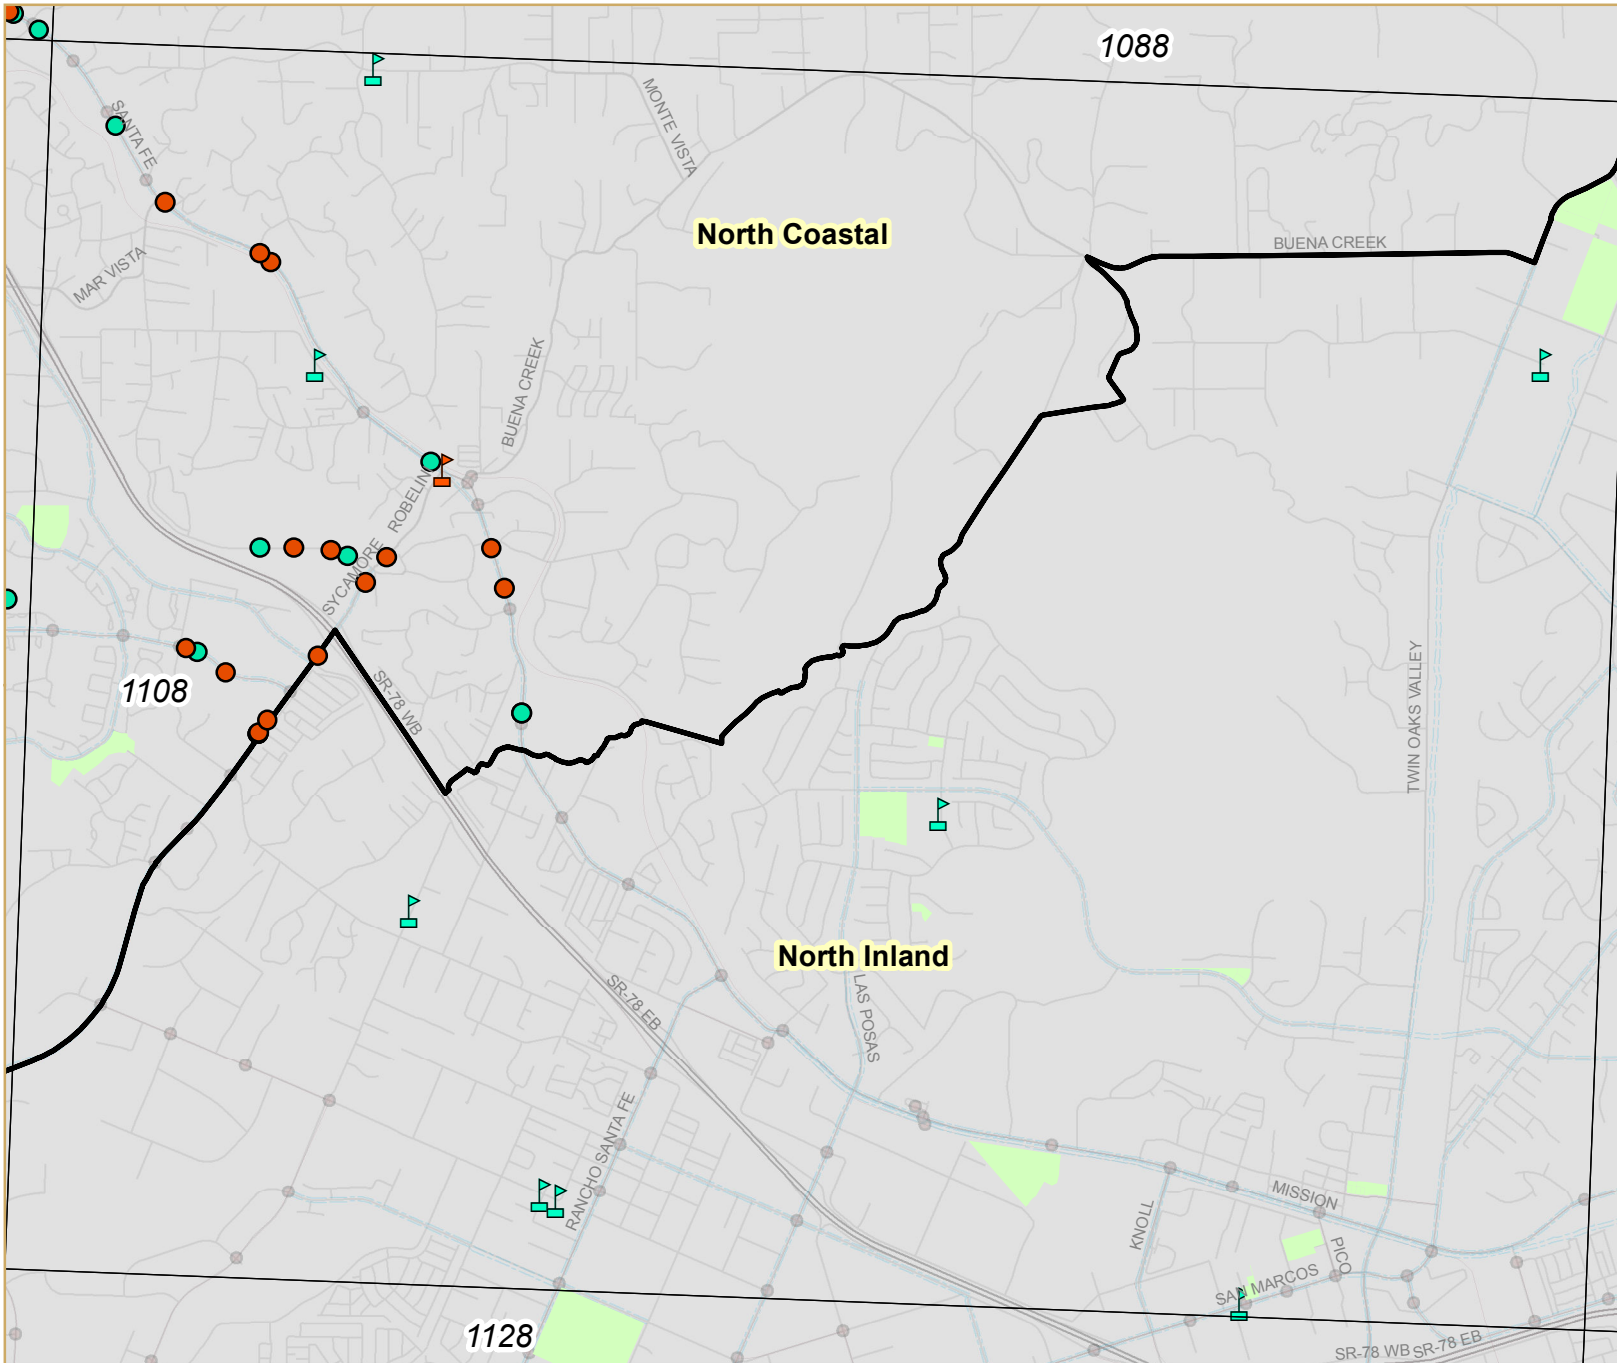 1088
SANTA FE
MONTE VISTA
North Coastal
BUENA CREEK
MAR VISTA
BUENA CREEK
ROBELIN
SYCAMORE
1108
SR-78 WB
TWIN OAKS VALLEY
North Inland
SR-78 EB
LAS POSAS
RANCHO SANTA FE
MISSION
KNOLL
PICO
SAN MARCOS
1128
SR-78 WB
SR-78 EB